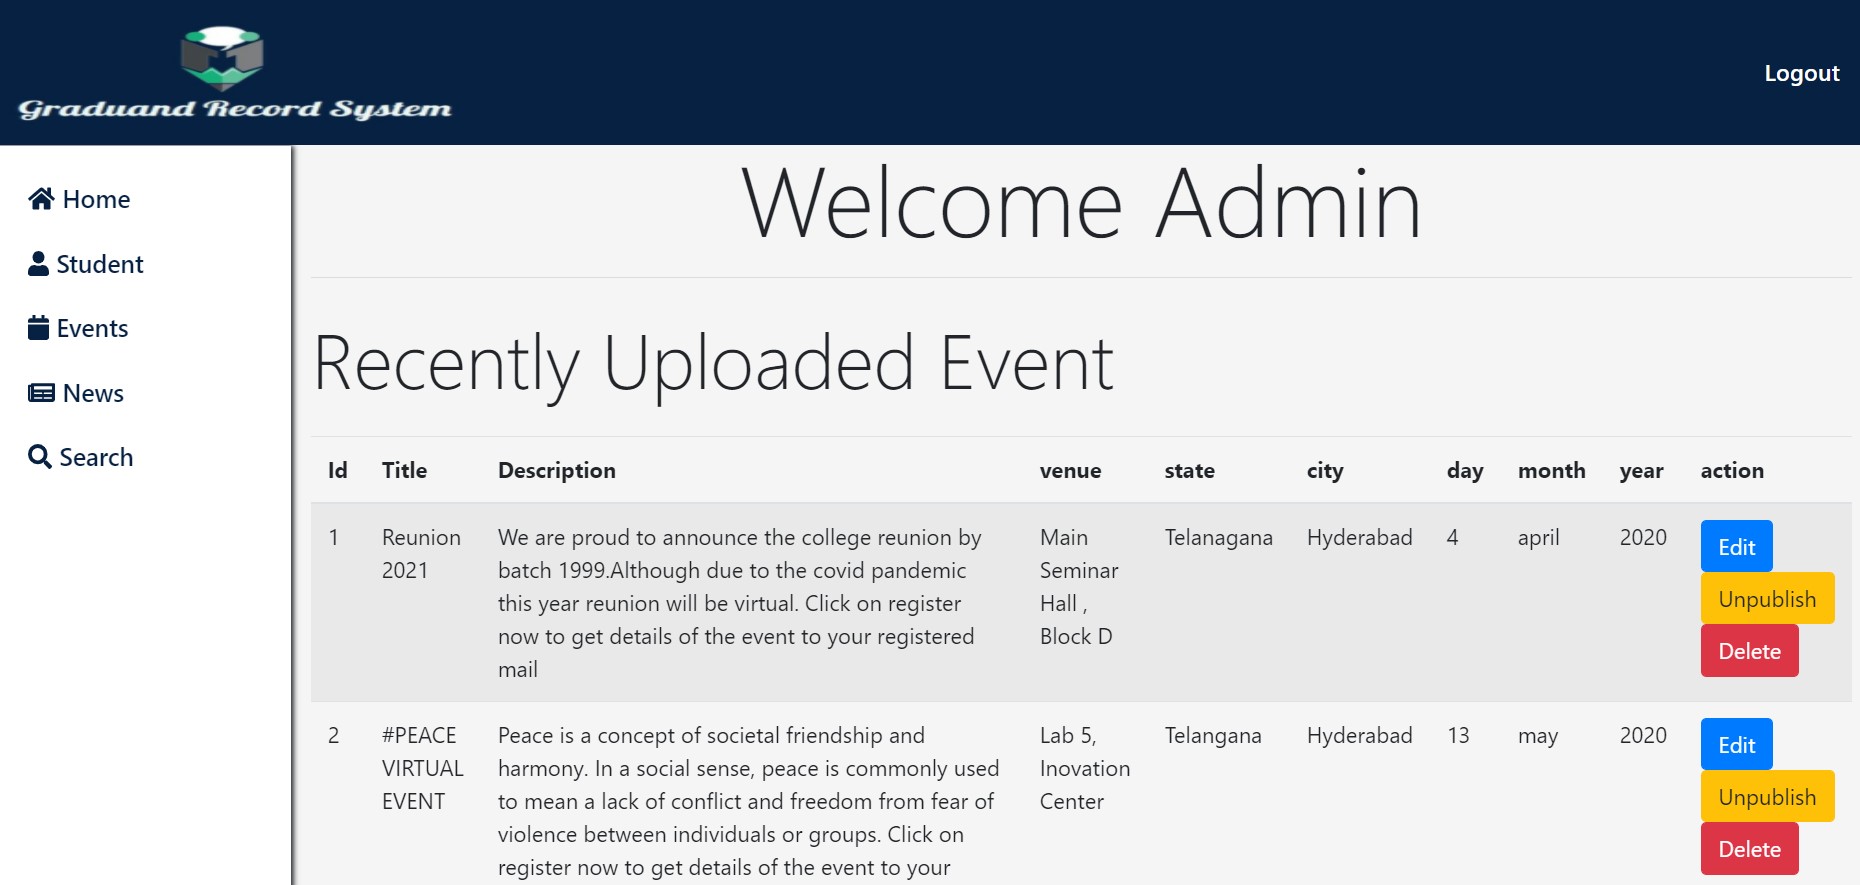 Graduand Record System
Logout
Home
Student
Events
News
Search
Welcome Admin
Recently Uploaded Event
Id Title Description venue state city day month year action
1 Reunion We are proud to announce the college reunion by Main Telanagana Hyderabad 4 april 2020 Edit
2021 batch 1999.Although due to the covid pandemic Seminar
this year reunion will be virtual. Click on register Hall , Unpublish
now to get details of the event to your registered Block D
mail Delete
2 #PEACE Peace is a concept of societal friendship and Lab 5, Telangana Hyderabad 13 may 2020 Edit
VIRTUAL harmony. In a social sense, peace is commonly used Inovation
EVENT to mean a lack of conflict and freedom from fear of Center Unpublish
violence between individuals or groups. Click on
register now to get details of the event to your Delete